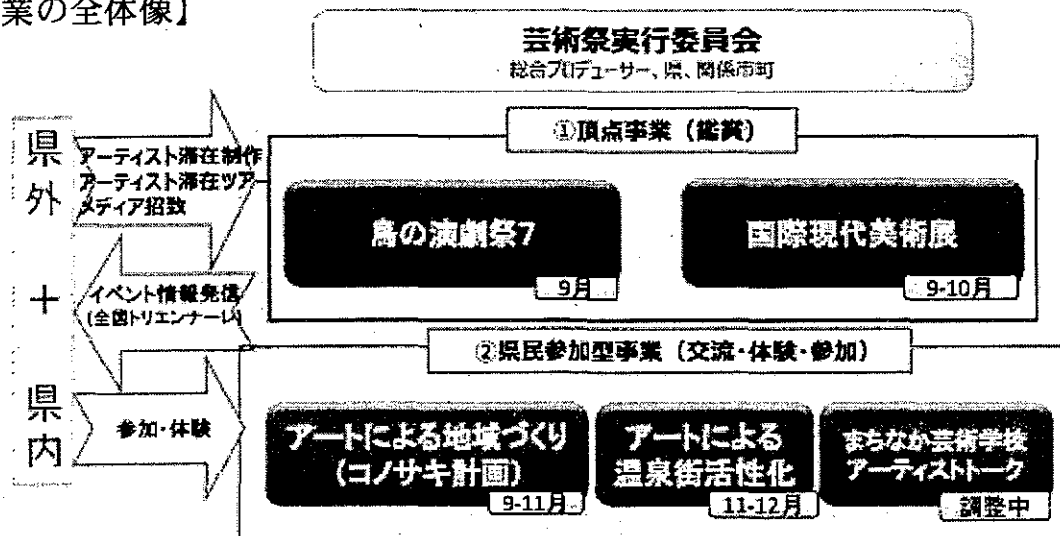 業の全体像】
芸術祭実行委員会
総合プロデューサー、県、関係市町
①頂点事業（鑑賞）
県外
＋
県内
アーティスト滞在制作
アーティスト滞在ツアー
メディア招致
鳥の演劇祭7
9月
国際現代美術展
9-10月
イベント情報発信
(全国トリエンナーレ)
②県民参加型事業（交流・体験・参加）
参加・体験
アートによる地域づくり
(コノサキ計画)
9-11月
アートによる
温泉街活性化
11-12月
まちなか芸術学校
アーティストトーク
調整中